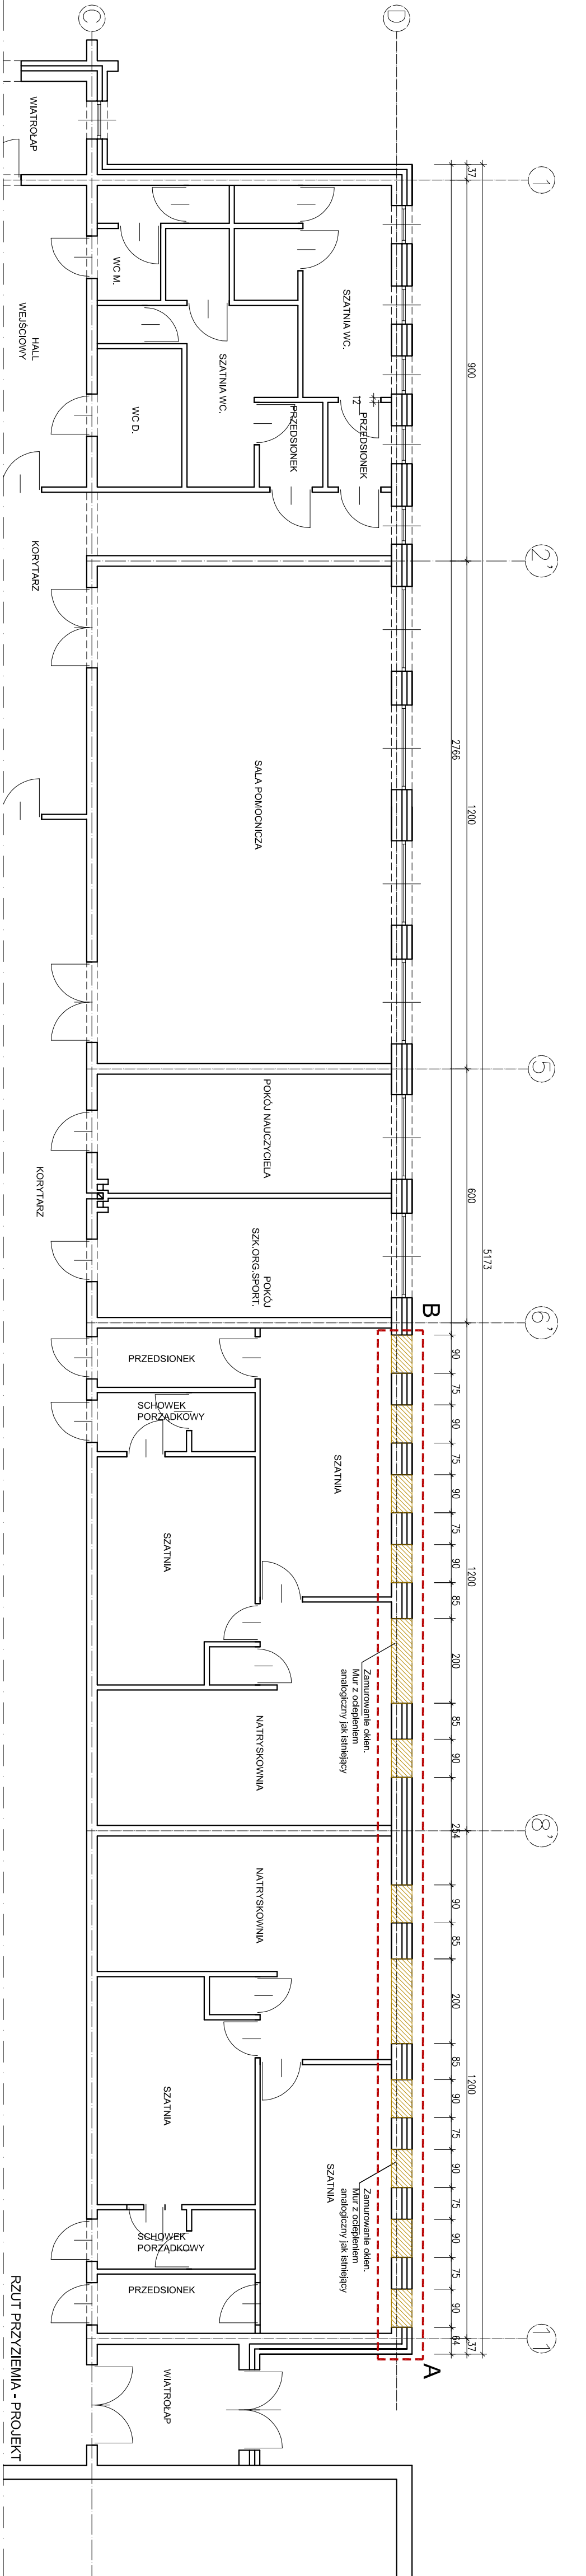 C
D
1
2'
5
6'
8'
11
37
900
2766
1200
5173
600
1200
1200
37
WIATROŁAP
HALL
WEJŚCIOWY
WC M.
WC D.
SZATNIA WC.
SZATNIA WC.
PRZEDSIONEK
PRZEDSIONEK
12
KORYTARZ
SALA POMOCNICZA
POKÓJ NAUCZYCIELA
KORYTARZ
POKÓJ
SZK.ORG.SPORT.
B
90
75
90
75
90
75
90
85
200
85
90
254
90
85
200
85
90
75
90
75
90
75
90
64
PRZEDSIONEK
SCHOWEK
PORZĄDKOWY
SZATNIA
SZATNIA
Zamurowanie okien.
Mur z ociepleniem
analogiczny jak istniejący
NATRYSKOWNIA
NATRYSKOWNIA
SZATNIA
SZATNIA
Zamurowanie okien.
Mur z ociepleniem
analogiczny jak istniejący
SCHOWEK
PORZĄDKOWY
PRZEDSIONEK
A
WIATROŁAP
RZUT PRZYZIEMIA - PROJEKT